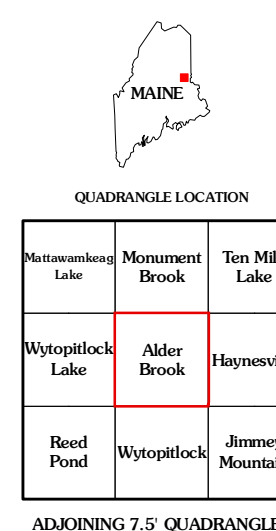 MAINE
QUADRANGLE LOCATION
Mattawamkeag
Lake
Monument
Brook
Ten Mil
Lake
Wytopitlock
Lake
Alder
Brook
Haynesvi
Reed
Pond
Wytopitlock
Jimmey
Mountai
ADJOINING 7.5' QUADRANGLE